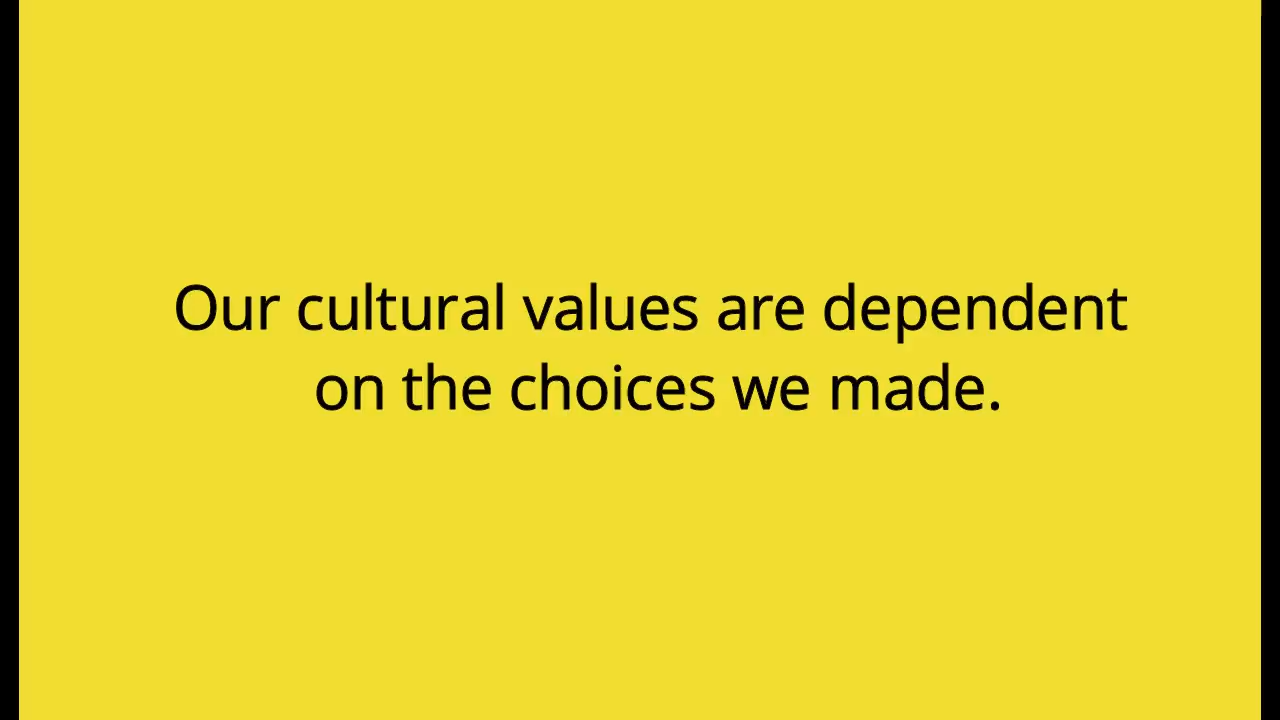 Our cultural values are dependent
on the choices we made.